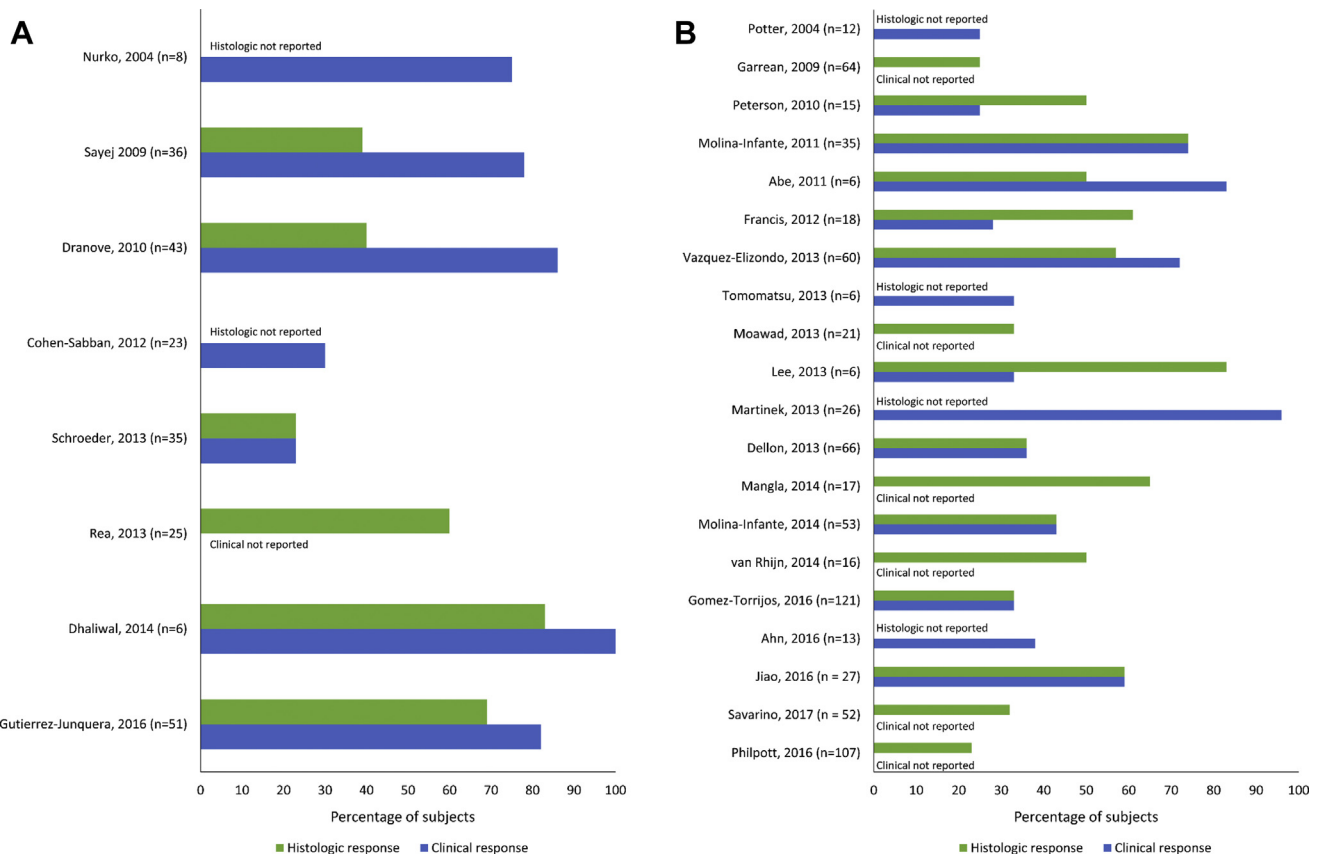 A
Nurko, 2004 (n=8)
Histologic not reported
Sayej 2009 (n=36)
Dranove, 2010 (n=43)
Cohen-Sabban, 2012 (n=23)
Histologic not reported
Schroeder, 2013 (n=35)
Rea, 2013 (n=25)
Clinical not reported
Dhaliwal, 2014 (n=6)
Gutierrez-Junquera, 2016 (n=51)
0 10 20 30 40 50 60 70 80 90 100
Percentage of subjects
Histologic response Clinical response
B
Potter, 2004 (n=12)
Histologic not reported
Garrean, 2009 (n=64)
Clinical not reported
Peterson, 2010 (n=15)
Molina-Infante, 2011 (n=35)
Abe, 2011 (n=6)
Francis, 2012 (n=18)
Vazquez-Elizondo, 2013 (n=60)
Tomomatsu, 2013 (n=6)
Histologic not reported
Moawad, 2013 (n=21)
Clinical not reported
Lee, 2013 (n=6)
Martinek, 2013 (n=26)
Histologic not reported
Dellon, 2013 (n=66)
Mangla, 2014 (n=17)
Clinical not reported
Molina-Infante, 2014 (n=53)
van Rhijn, 2014 (n=16)
Clinical not reported
Gomez-Torrijos, 2016 (n=121)
Ahn, 2016 (n=13)
Histologic not reported
Jiao, 2016 (n = 27)
Savarino, 2017 (n = 52)
Clinical not reported
Philpott, 2016 (n=107)
Clinical not reported
0 10 20 30 40 50 60 70 80 90 100
Percentage of subjects
Histologic response Clinical response